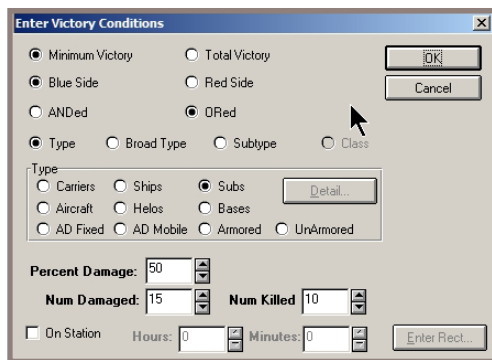 Enter Victory Conditions
Minimum Victory Total Victory OK
Blue Side Red Side Cancel
ANDed ORed
Type Broad Type Subtype Class
Type
Carriers Ships Subs Detail...
Aircraft Helos Bases
AD Fixed AD Mobile Armored UnArmored
Percent Damage: 50
Num Damaged: 15 Num Killed 10
On Station Hours: 0 Minutes: 0 Enter Rect...